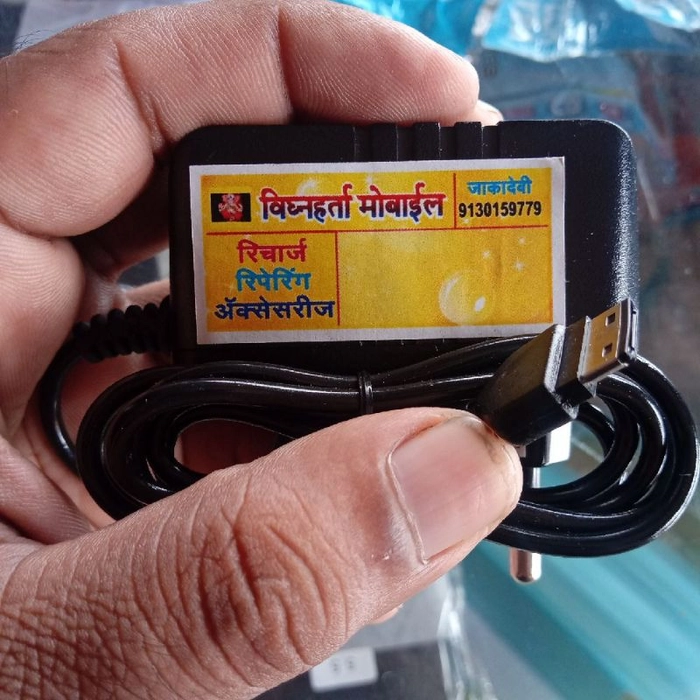 विघ्नहर्ता मोबाईल
जाकादेवी
9130159779
रिचार्ज
रिपेरिंग
ॲक्सेसरीज